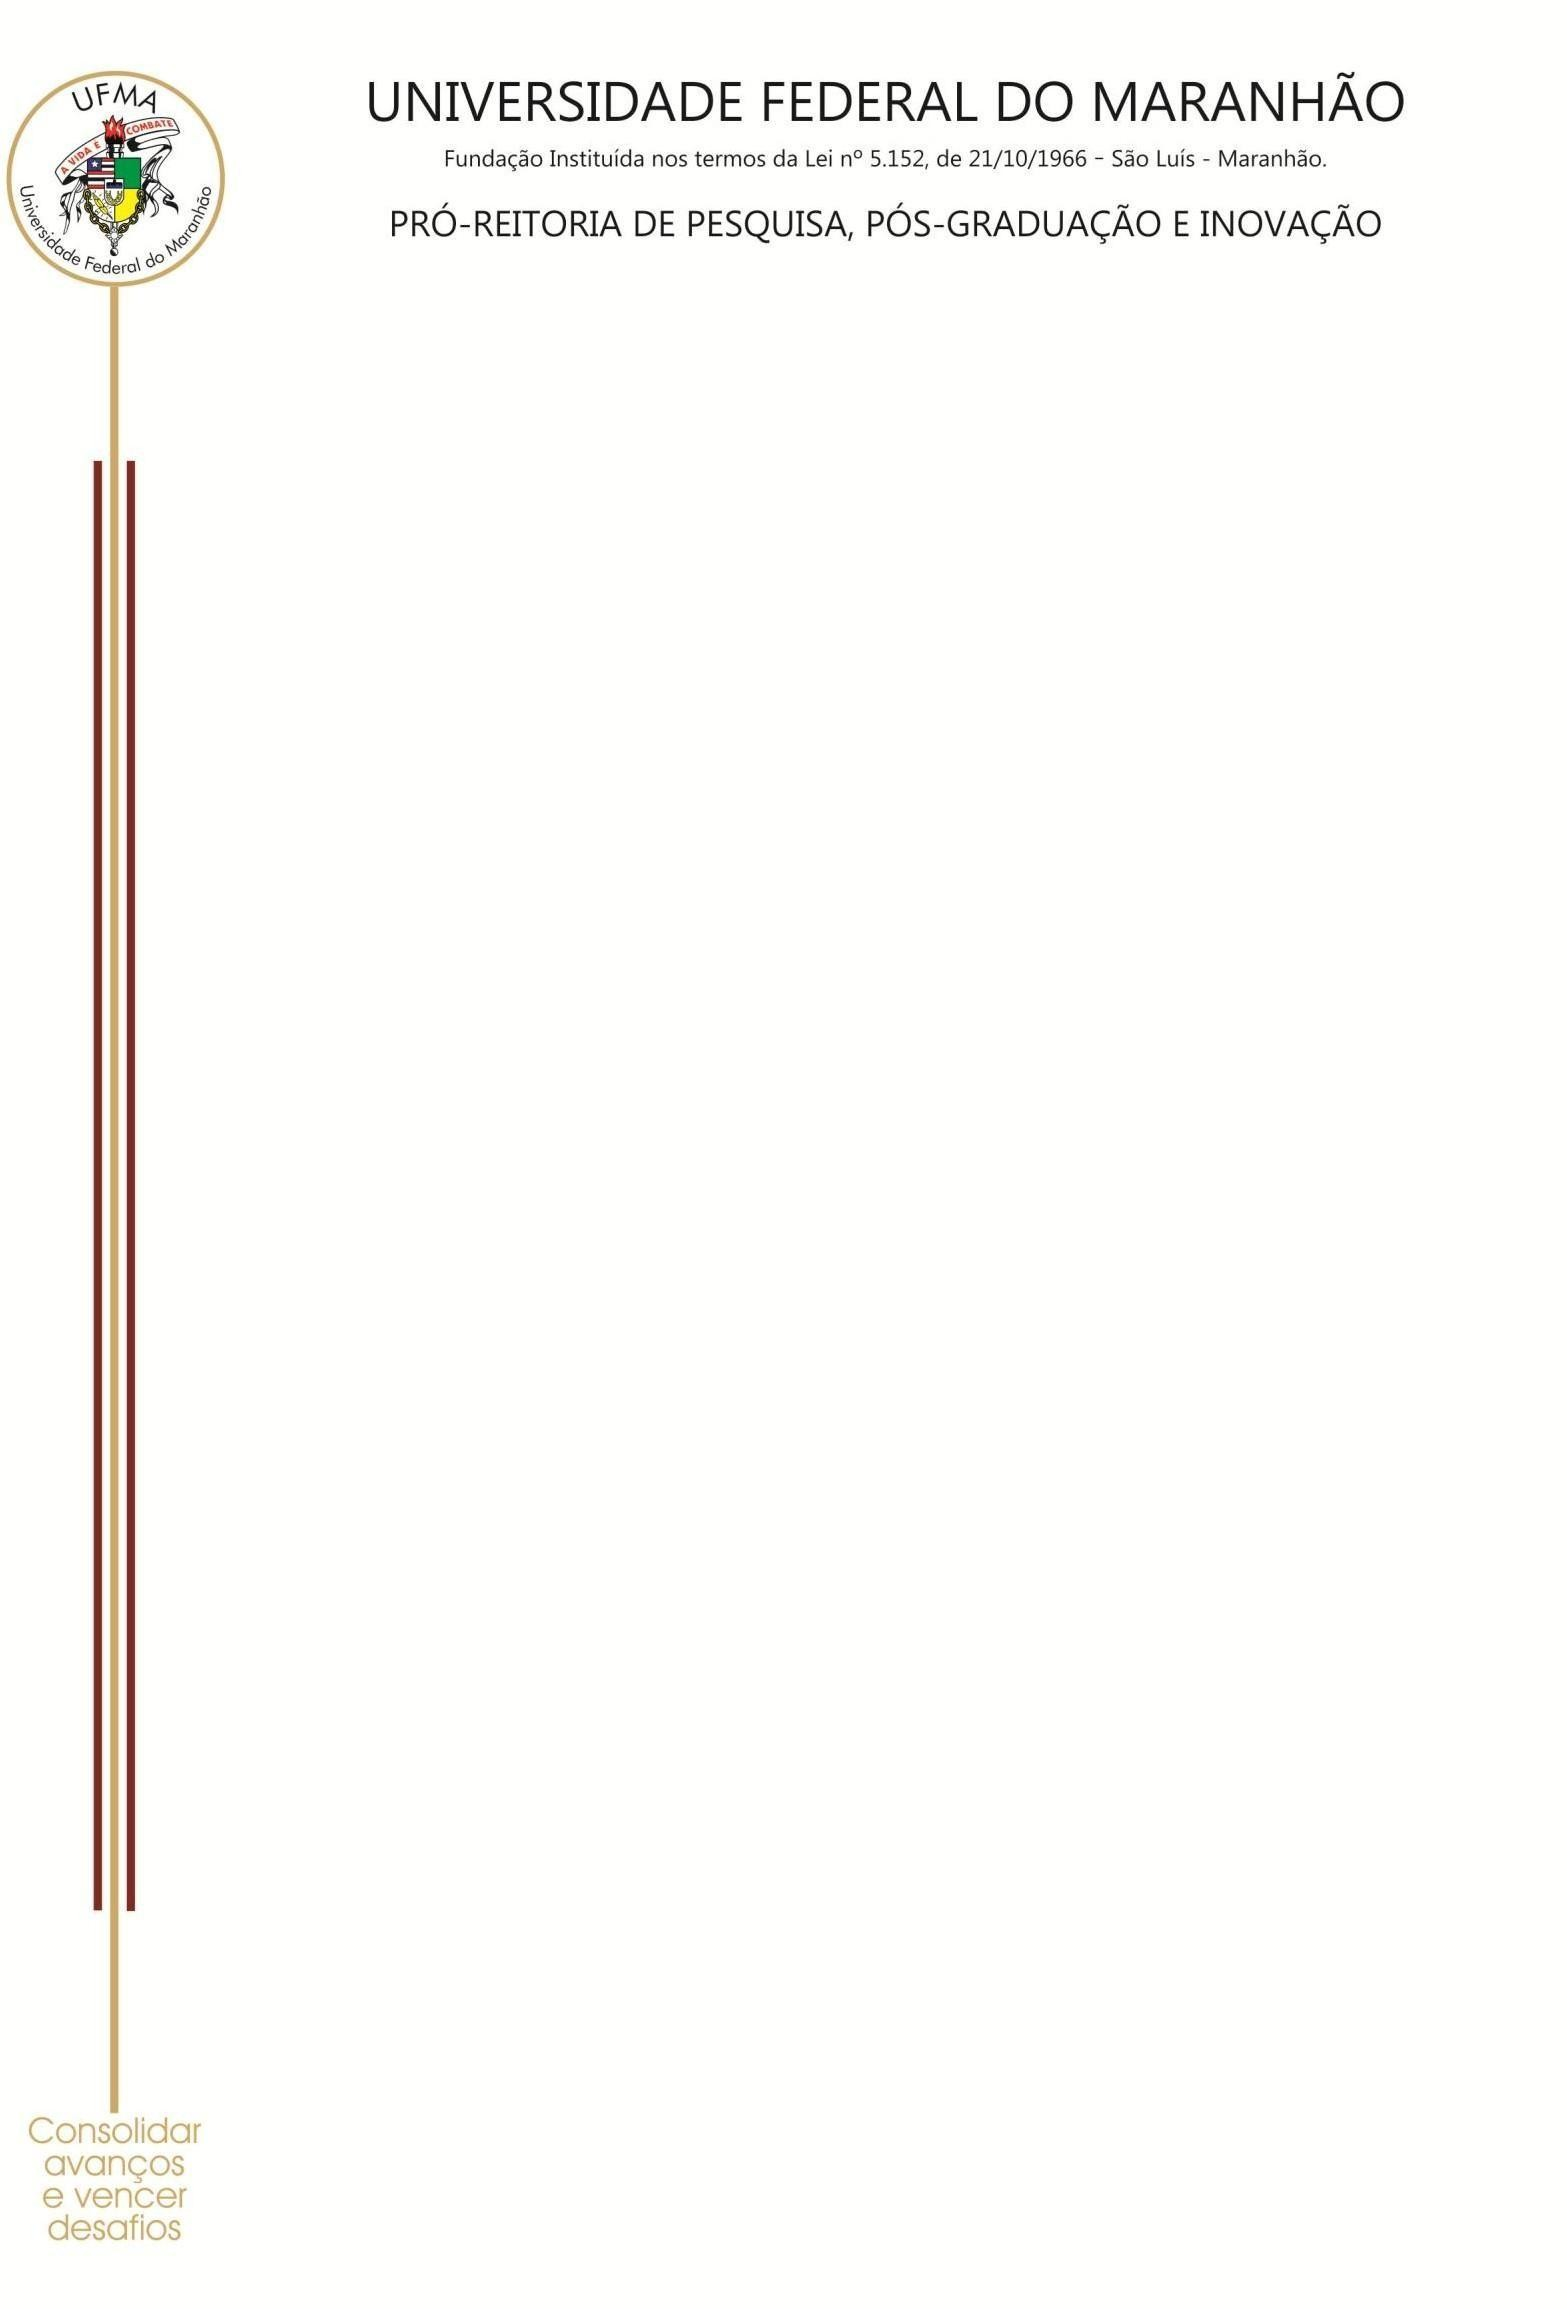 UFMA
A VIDA É COMBATE
Universidade Federal do Maranhão
UNIVERSIDADE FEDERAL DO MARANHÃO
Fundação Instituída nos termos da Lei nº 5.152, de 21/10/1966 – São Luís - Maranhão.
PRÓ-REITORIA DE PESQUISA, PÓS-GRADUAÇÃO E INOVAÇÃO
Consolidar
avanços
e vencer
desafios